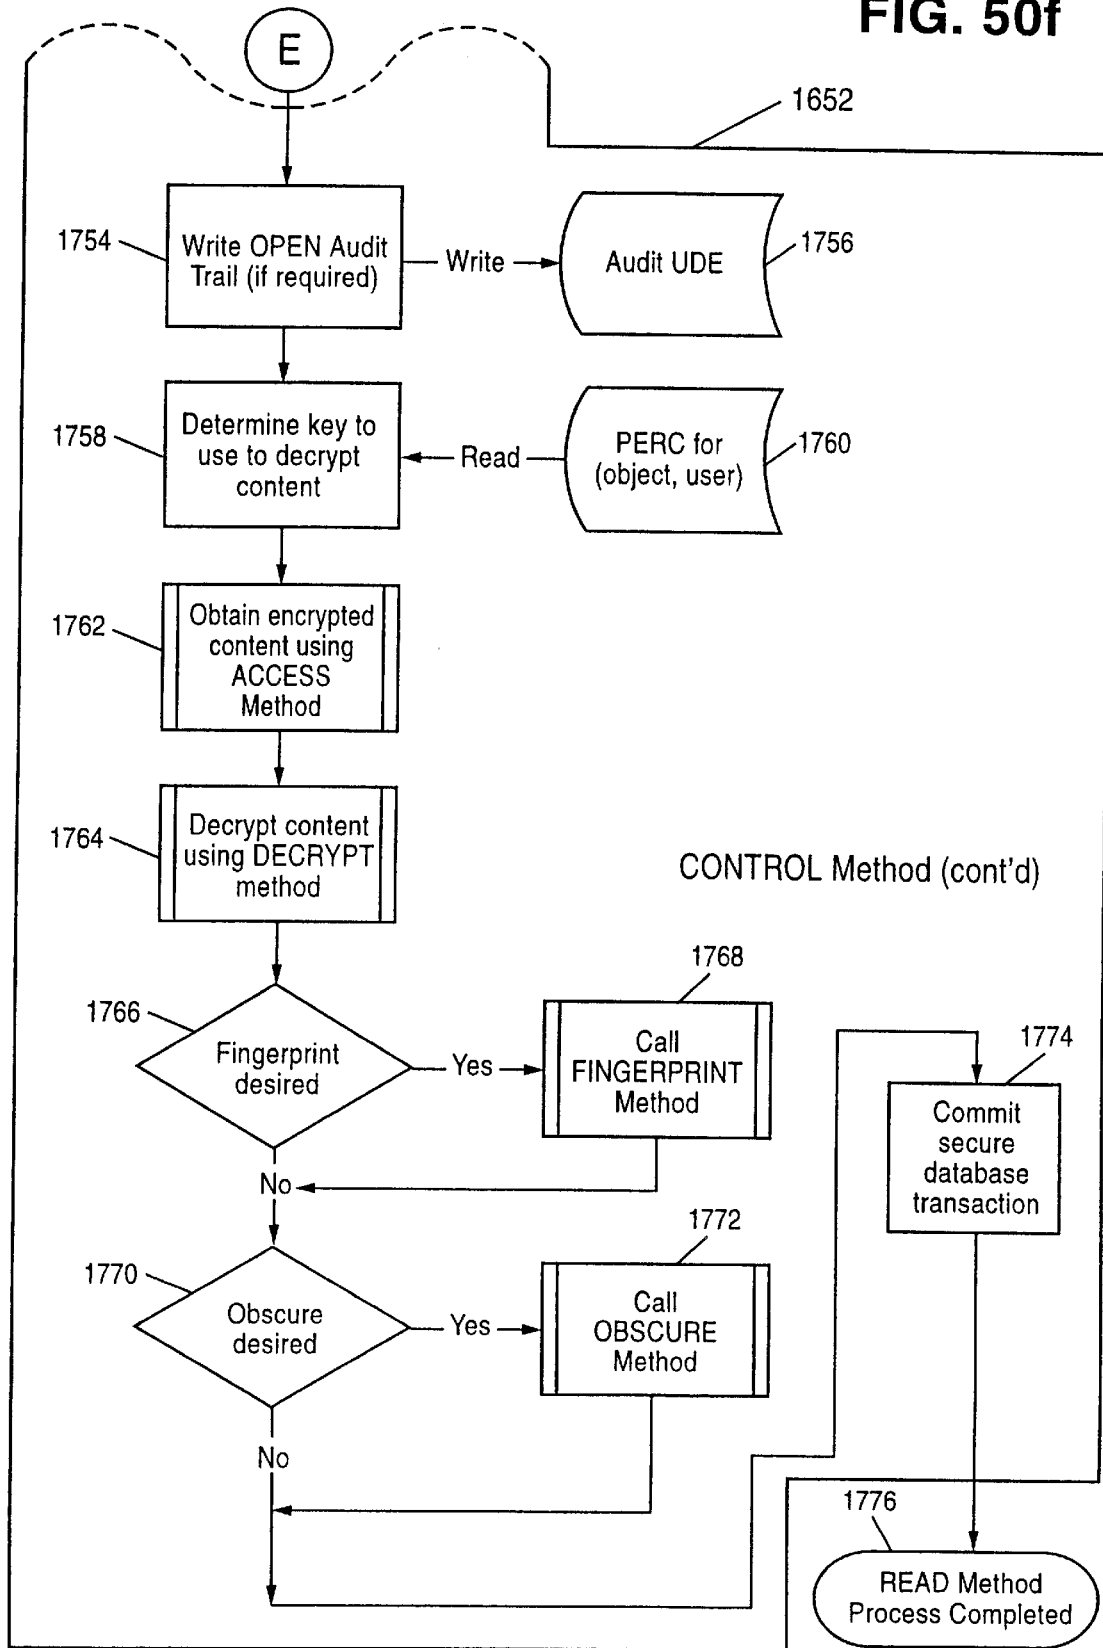 FIG. 50f
E
1652
1754
Write OPEN Audit
Trail (if required)
Write
Audit UDE
1756
1758
Determine key to
use to decrypt
content
Read
PERC for
(object, user)
1760
1762
Obtain encrypted
content using
ACCESS
Method
1764
Decrypt content
using DECRYPT
method
CONTROL Method (cont'd)
1766
Fingerprint
desired
Yes
1768
Call
FINGERPRINT
Method
No
1770
Obscure
desired
Yes
1772
Call
OBSCURE
Method
No
1774
Commit
secure
database
transaction
1776
READ Method
Process Completed